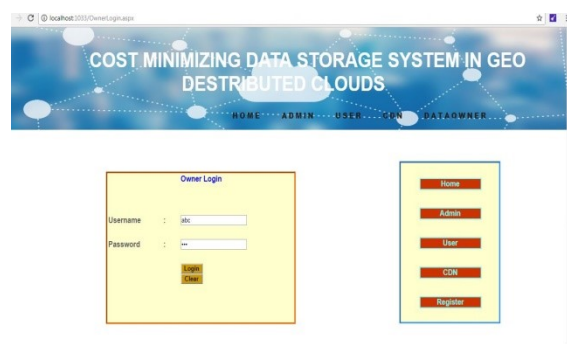 localhost:3355/OwnerLogin.aspx
COST MINIMIZING DATA STORAGE SYSTEM IN GEO
DESTRIBUTED CLOUDS
HOME ADMIN USER CDN DATAOWNER
Owner Login
Username : abc
Password : •••
Login
Clear
Home
Admin
User
CDN
Register